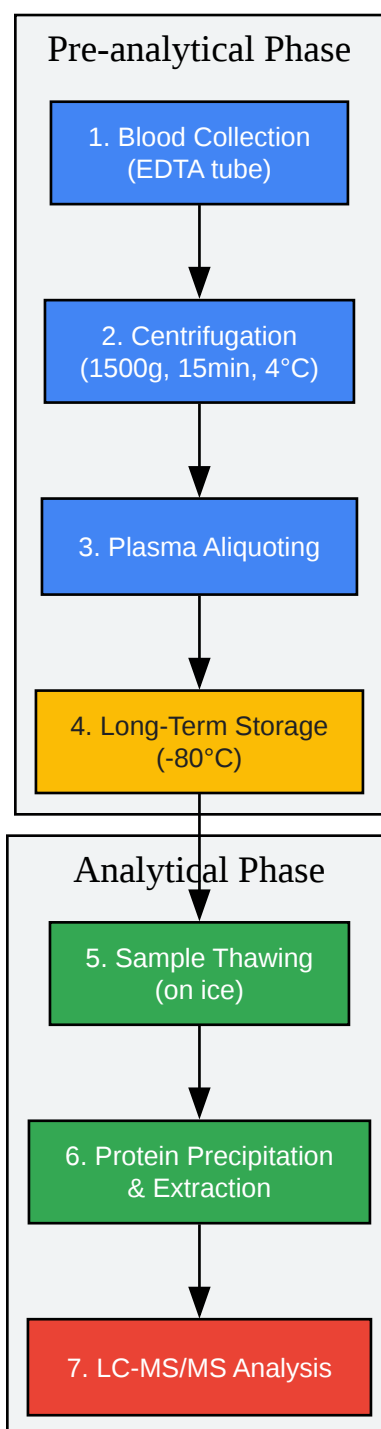 Pre-analytical Phase
1. Blood Collection
(EDTA tube)
2. Centrifugation
(1500g, 15min, 4°C)
3. Plasma Aliquoting
4. Long-Term Storage
(-80°C)
Analytical Phase
5. Sample Thawing
(on ice)
6. Protein Precipitation
& Extraction
7. LC-MS/MS Analysis